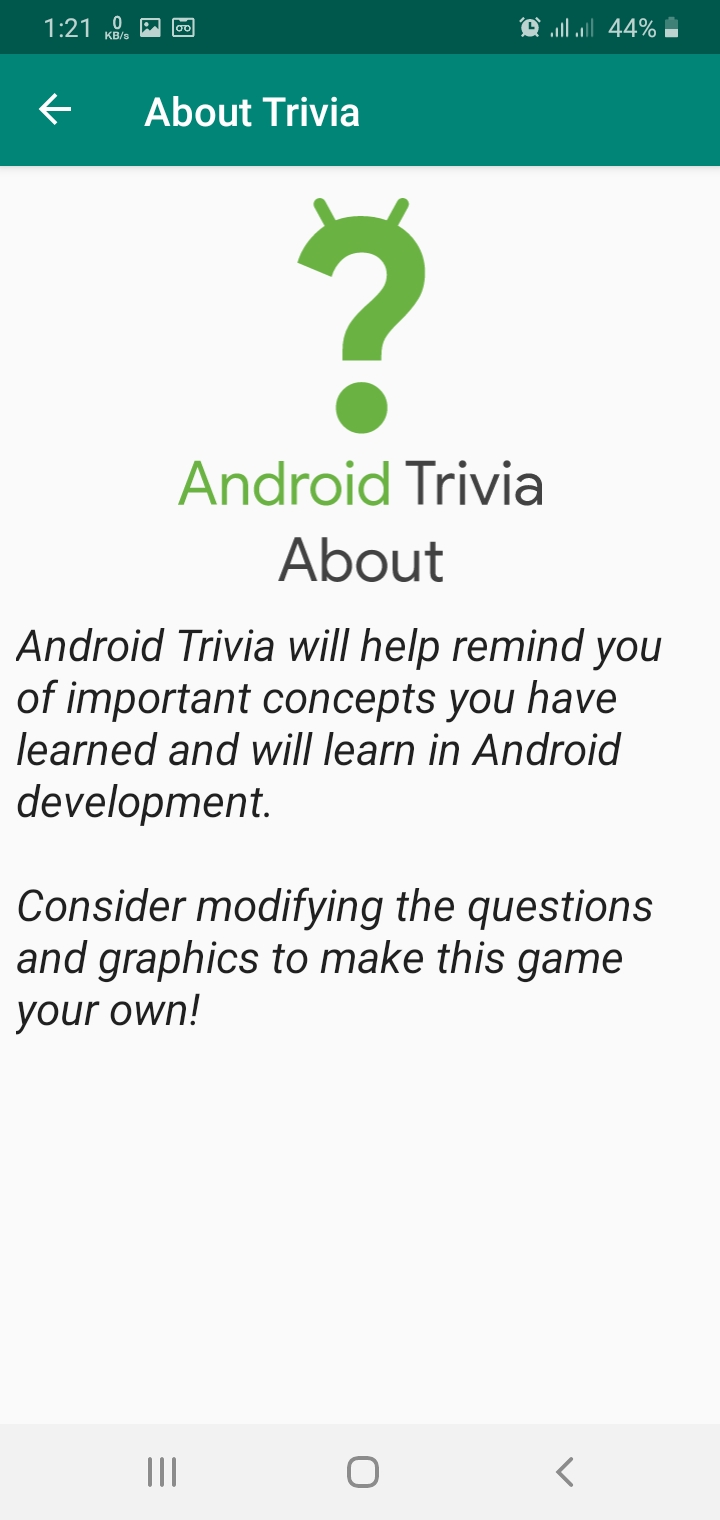 1:21 0 KB/s 44%
About Trivia
Android Trivia
About
Android Trivia will help remind you
of important concepts you have
learned and will learn in Android
development.
Consider modifying the questions
and graphics to make this game
your own!